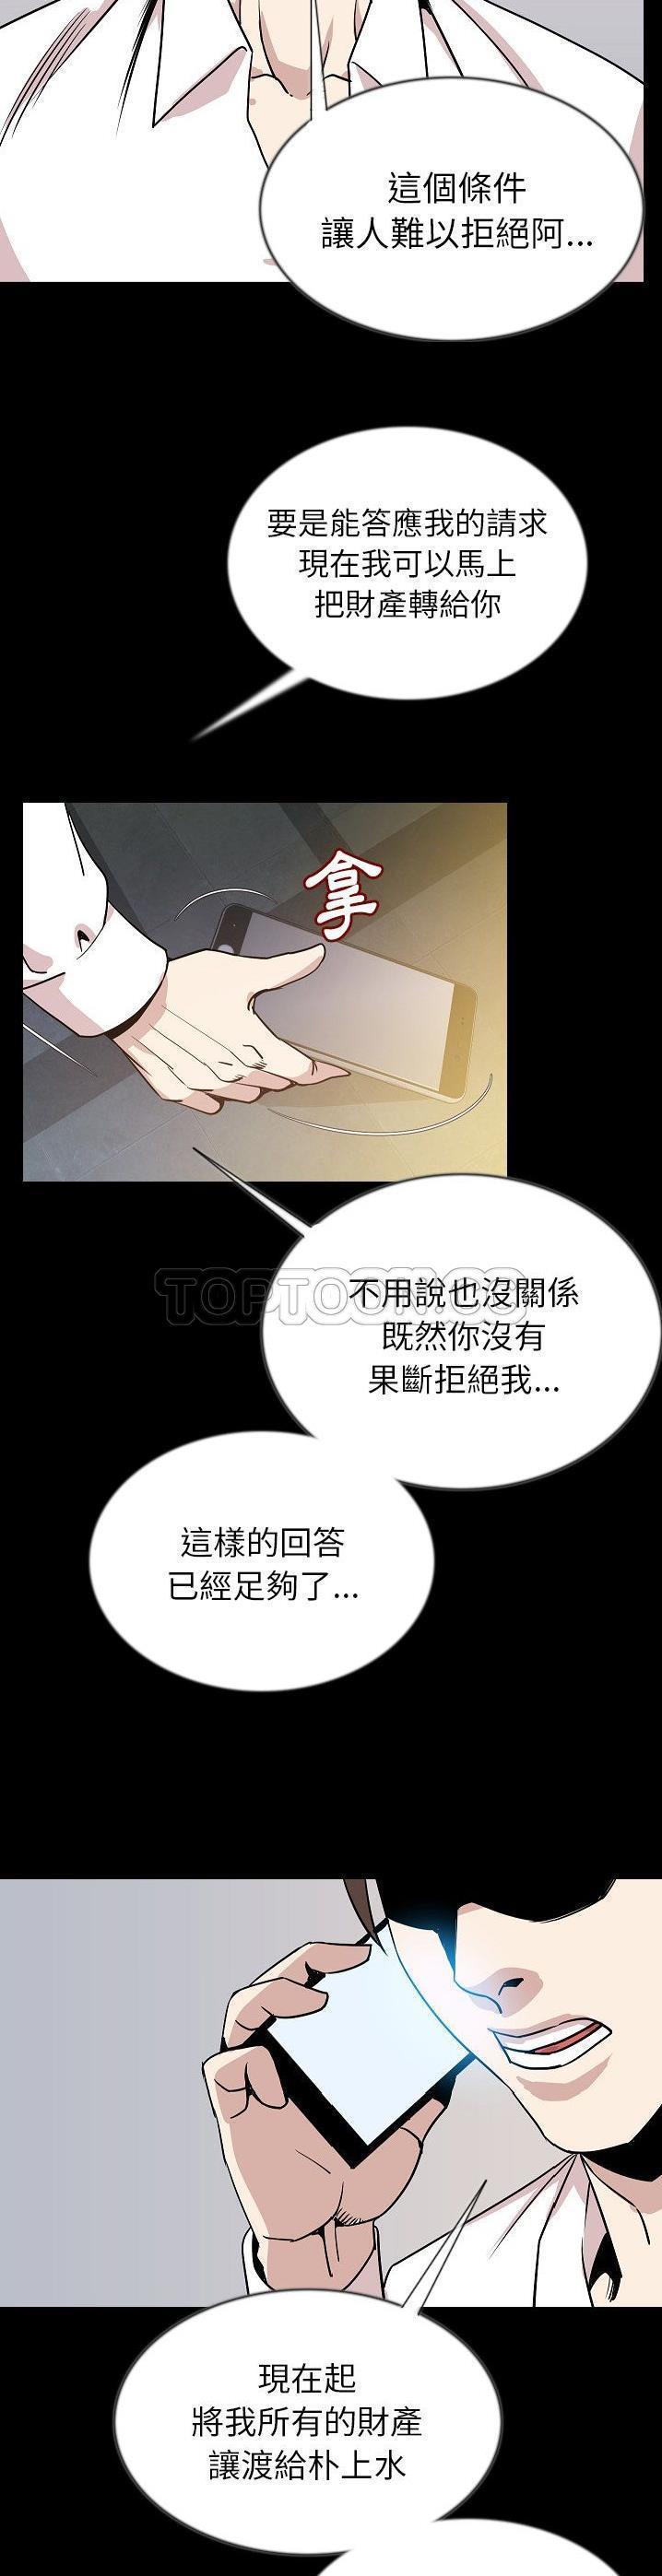 這個條件
讓人難以拒絕阿...
要是能答應我的請求
現在我可以馬上
把財產轉給你
拿
TOPTOON.CC
不用說也沒關係
既然你沒有
果斷拒絕我...
這樣的回答
已經足夠了...
現在起
將我所有的財產
讓渡給朴上水